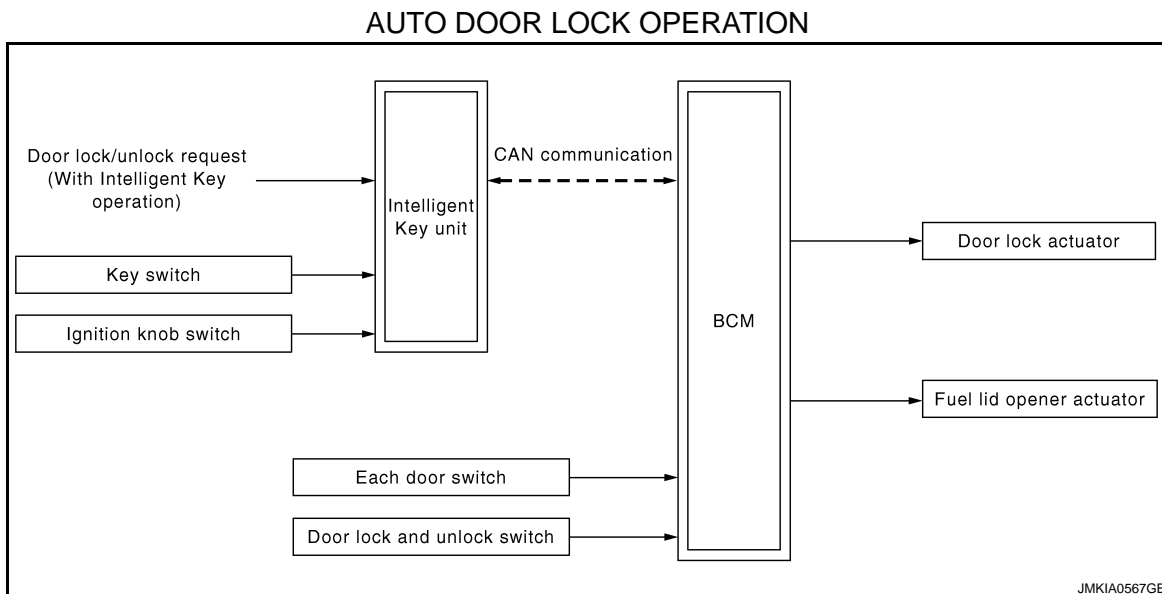 AUTO DOOR LOCK OPERATION
Door lock/unlock request
(With Intelligent Key
operation)
CAN communication
Intelligent
Key unit
Key switch
Ignition knob switch
BCM
Door lock actuator
Fuel lid opener actuator
Each door switch
Door lock and unlock switch
JMKIA0567GB